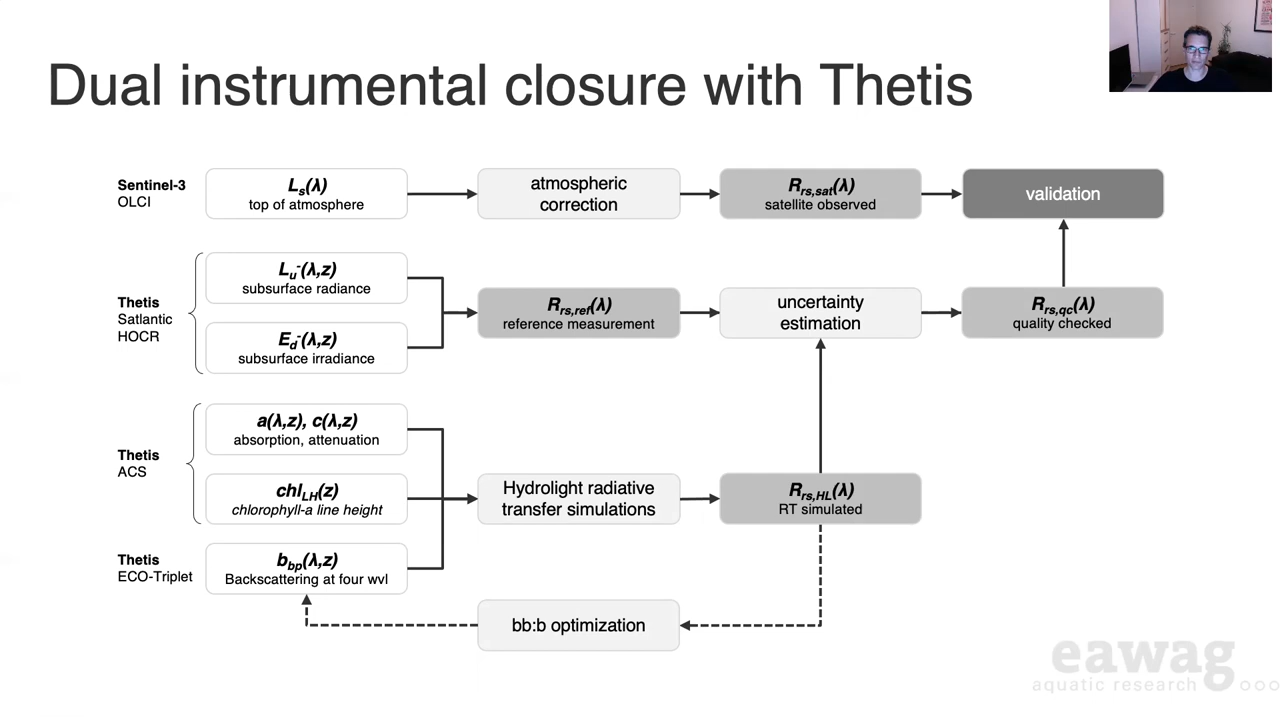 Dual instrumental closure with Thetis
Sentinel-3
OLCI
Ls(λ)
top of atmosphere
atmospheric
correction
Rrs,sat(λ)
satellite observed
validation
Thetis
Satlantic
HOCR
Lu-(λ,z)
subsurface radiance
Ed-(λ,z)
subsurface irradiance
Rrs,ref(λ)
reference measurement
uncertainty
estimation
Rrs,qc(λ)
quality checked
Thetis
ACS
a(λ,z), c(λ,z)
absorption, attenuation
chlLH(z)
chlorophyll-a line height
Hydrolight radiative
transfer simulations
Rrs,HL(λ)
RT simulated
Thetis
ECO-Triplet
bbp(λ,z)
Backscattering at four wvl
bb:b optimization
eawag
aquatic research